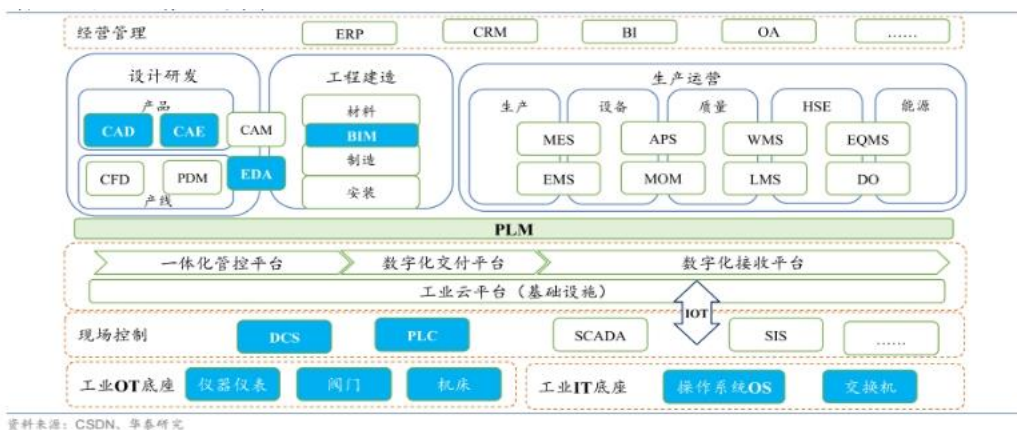 经营管理 ERP CRM BI OA ……
设计研发 工程建造 生产运营
产品 材料 生产 设备 质量 HSE 能源
CAD CAE CAM BIM MES APS WMS EQMS
CFD PDM EDA 制造 EMS MOM LMS DO
产线 安装
PLM
一体化管控平台 数字化交付平台 数字化接收平台
工业云平台（基础设施）
IOT
现场控制 DCS PLC SCADA SIS ……
工业OT底座 仪器仪表 阀门 机床 工业IT底座 操作系统OS 交换机
资料来源：CSDN、华泰研究